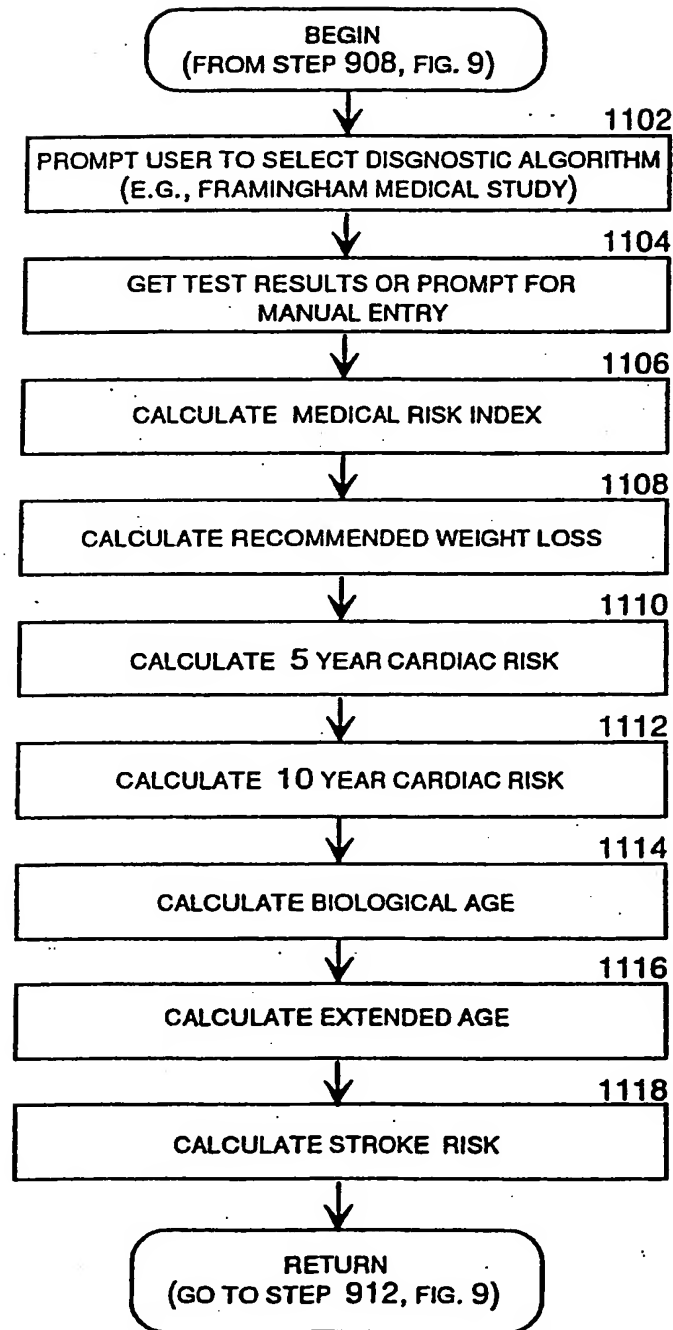 BEGIN
(FROM STEP 908, FIG. 9)
1102
PROMPT USER TO SELECT DISGNOSTIC ALGORITHM
(E.G., FRAMINGHAM MEDICAL STUDY)
1104
GET TEST RESULTS OR PROMPT FOR
MANUAL ENTRY
1106
CALCULATE MEDICAL RISK INDEX
1108
CALCULATE RECOMMENDED WEIGHT LOSS
1110
CALCULATE 5 YEAR CARDIAC RISK
1112
CALCULATE 10 YEAR CARDIAC RISK
1114
CALCULATE BIOLOGICAL AGE
1116
CALCULATE EXTENDED AGE
1118
CALCULATE STROKE RISK
RETURN
(GO TO STEP 912, FIG. 9)